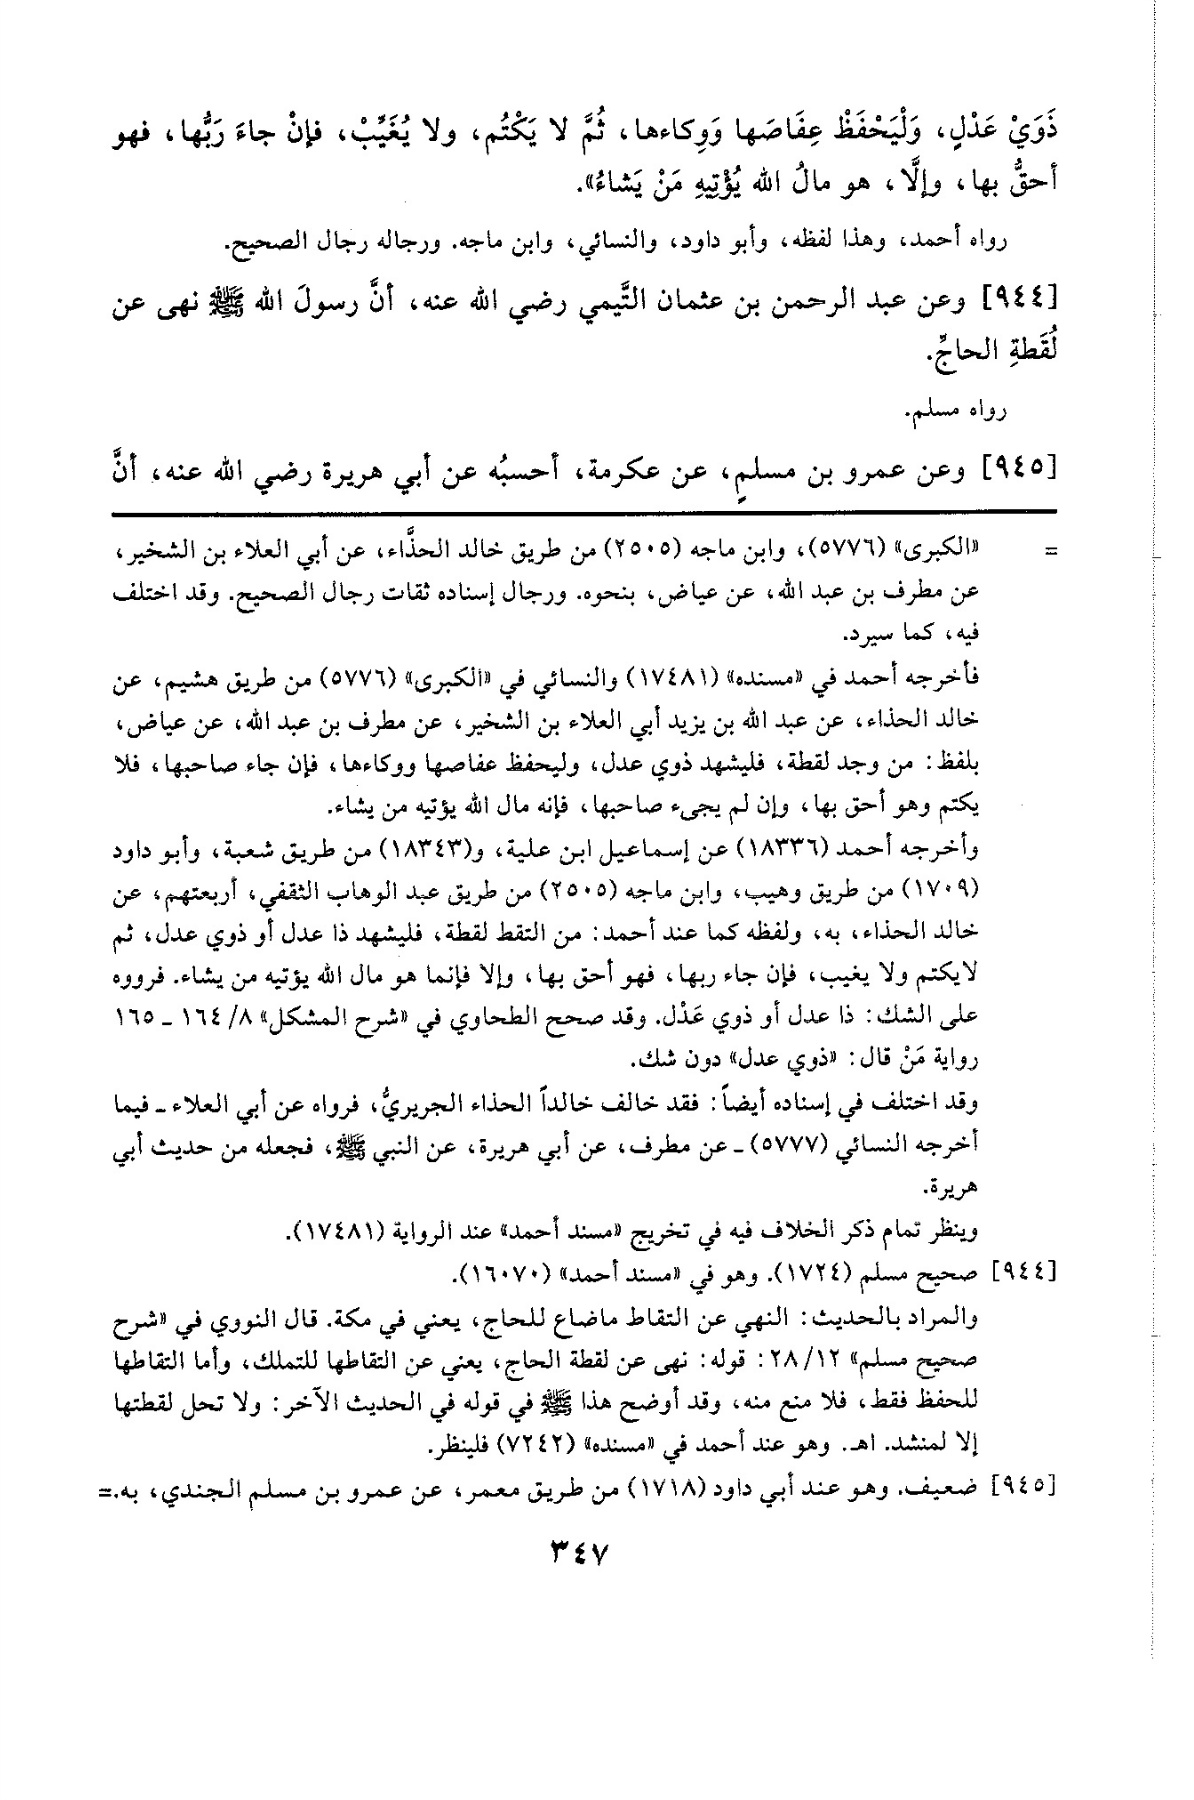 ذَوَيْ عَدْلٍ، وَلْيَحْفَظْ عِفَاصَها وَوِكاءها، ثُمَّ لا يَكْتُم، ولا يُغَيِّبْ، فإنْ جاءَ رَبُّها، فهو
أحقُّ بها، وإلَّا، هو مالُ الله يُؤْتِيهِ مَنْ يَشاءُ».
رواه أحمد، وهذا لفظه، وأبو داود، والنسائي، وابن ماجه. ورجاله رجال الصحيح.
[٩٤٤] وعن عبد الرحمن بن عثمان التَّيمي رضي الله عنه، أنَّ رسولَ الله ﷺ نهى عن
لُقَطةِ الحاجِّ.
رواه مسلم.
[٩٤٥] وعن عمرو بن مسلمٍ، عن عكرمة، أحسبُه عن أبي هريرة رضي الله عنه، أنَّ
= «الكبرى» (٥٧٧٦)، وابن ماجه (٢٥٠٥) من طريق خالد الحذَّاء، عن أبي العلاء بن الشخير،
عن مطرف بن عبد الله، عن عياض، بنحوه. ورجال إسناده ثقات رجال الصحيح. وقد اختلف
فيه، كما سيرد.
فأخرجه أحمد في «مسنده» (١٧٤٨١) والنسائي في «الكبرى» (٥٧٧٦) من طريق هشيم، عن
خالد الحذاء، عن عبد الله بن يزيد أبي العلاء بن الشخير، عن مطرف بن عبد الله، عن عياض،
بلفظ: من وجد لقطة، فليشهد ذوي عدل، وليحفظ عفاصها ووكاءها، فإن جاء صاحبها، فلا
يكتم وهو أحق بها، وإن لم يجىء صاحبها، فإنه مال الله يؤتيه من يشاء.
وأخرجه أحمد (١٨٣٣٦) عن إسماعيل ابن علية، و(١٨٣٤٣) من طريق شعبة، وأبو داود
(١٧٠٩) من طريق وهيب، وابن ماجه (٢٥٠٥) من طريق عبد الوهاب الثقفي، أربعتهم، عن
خالد الحذاء، به، ولفظه كما عند أحمد: من التقط لقطة، فليشهد ذا عدل أو ذوي عدل، ثم
لايكتم ولا يغيب، فإن جاء ربها، فهو أحق بها، وإلا فإنما هو مال الله يؤتيه من يشاء. فرووه
على الشك: ذا عدل أو ذوي عَدْل. وقد صحح الطحاوي في «شرح المشكل» ٨/ ١٦٤ ـ ١٦٥
رواية مَنْ قال: «ذوي عدل» دون شك.
وقد اختلف في إسناده أيضاً: فقد خالف خالداً الحذاء الجريريُّ، فرواه عن أبي العلاء ـ فيما
أخرجه النسائي (٥٧٧٧) ـ عن مطرف، عن أبي هريرة، عن النبي ﷺ، فجعله من حديث أبي
هريرة.
وينظر تمام ذكر الخلاف فيه في تخريج «مسند أحمد» عند الرواية (١٧٤٨١).
[٩٤٤] صحيح مسلم (١٧٢٤). وهو في «مسند أحمد» (١٦٠٧٠).
والمراد بالحديث: النهي عن التقاط ماضاع للحاج، يعني في مكة. قال النووي في «شرح
صحيح مسلم» ١٢/ ٢٨: قوله: نهى عن لقطة الحاج، يعني عن التقاطها للتملك، وأما التقاطها
للحفظ فقط، فلا منع منه، وقد أوضح هذا ﷺ في قوله في الحديث الآخر: ولا تحل لقطتها
إلا لمنشد. اهـ. وهو عند أحمد في «مسنده» (٧٢٤٢) فلينظر.
[٩٤٥] ضعيف. وهو عند أبي داود (١٧١٨) من طريق معمر، عن عمرو بن مسلم الجندي، به.=
٣٤٧